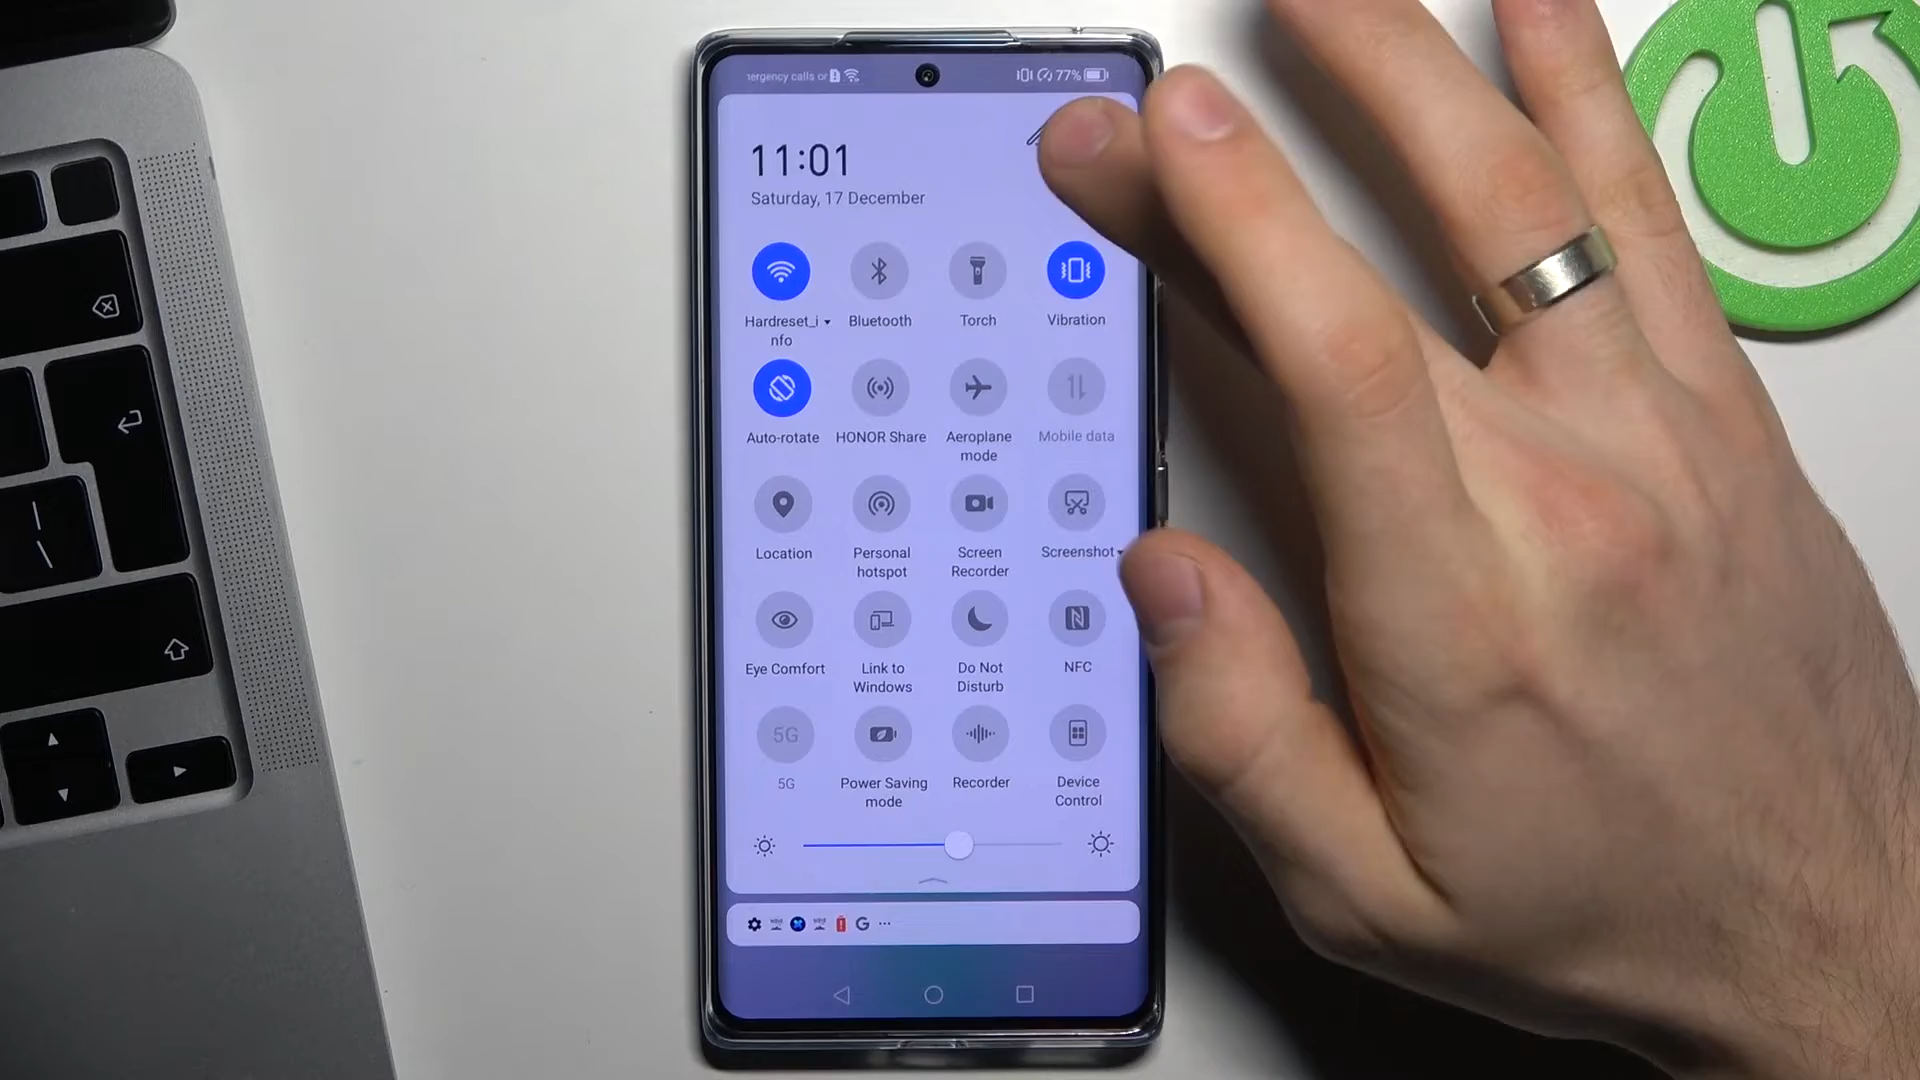 mergency calls or
77%
11:01
Saturday, 17 December
Hardreset_i
nfo
Bluetooth
Torch
Vibration
Auto-rotate
HONOR Share
Aeroplane
mode
Mobile data
Location
Personal
hotspot
Screen
Recorder
Screenshot
Eye Comfort
Link to
Windows
Do Not
Disturb
NFC
5G
5G
Power Saving
mode
Recorder
Device
Control